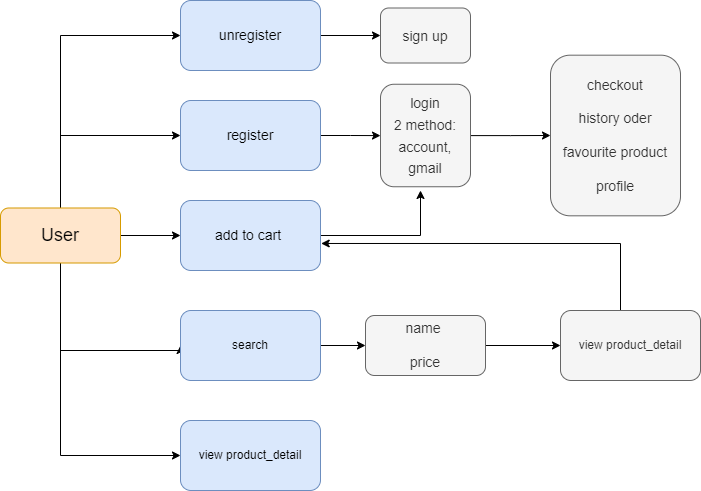 unregister
sign up
register
login
2 method:
account,
gmail
checkout
history oder
favourite product
profile
User
add to cart
search
name
price
view product_detail
view product_detail